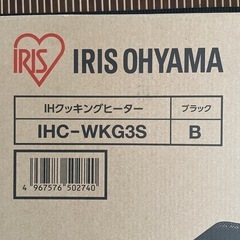 IRIS IRIS OHYAMA
IHクッキングヒーター ブラック
IHC-WKG3S B
4 967576 502740